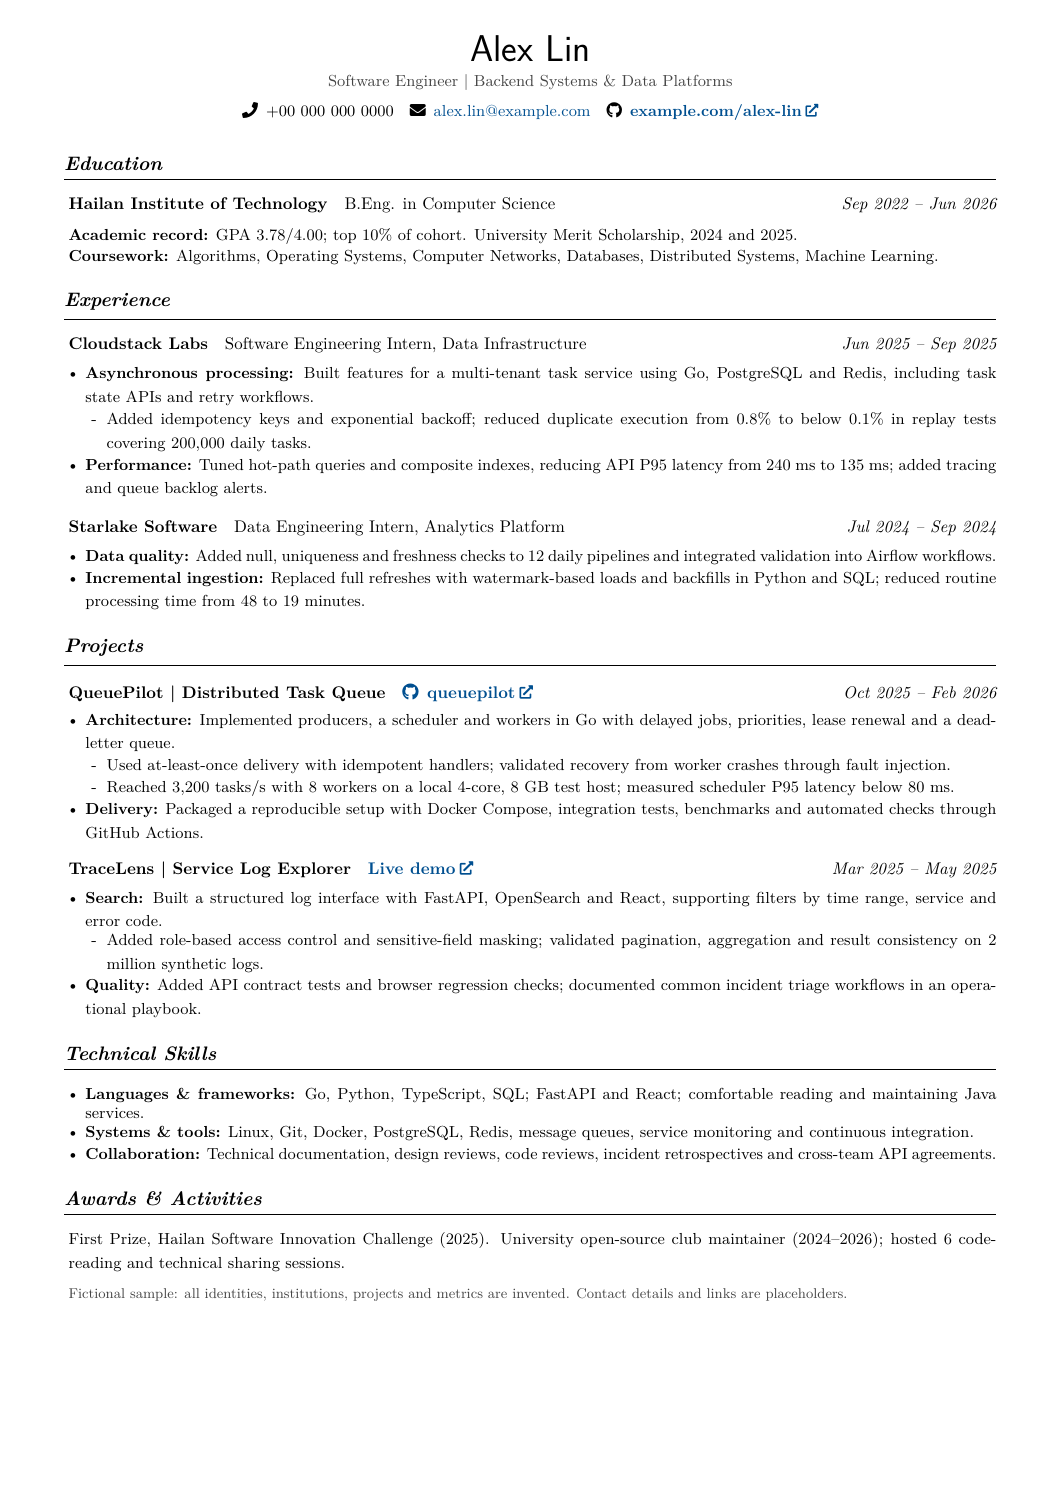 Alex Lin
Software Engineer | Backend Systems & Data Platforms
+00 000 000 0000 alex.lin@example.com example.com/alex-lin
Education
Hailan Institute of Technology B.Eng. in Computer Science Sep 2022 – Jun 2026
Academic record: GPA 3.78/4.00; top 10% of cohort. University Merit Scholarship, 2024 and 2025.
Coursework: Algorithms, Operating Systems, Computer Networks, Databases, Distributed Systems, Machine Learning.
Experience
Cloudstack Labs Software Engineering Intern, Data Infrastructure Jun 2025 – Sep 2025
• Asynchronous processing: Built features for a multi-tenant task service using Go, PostgreSQL and Redis, including task
state APIs and retry workflows.
- Added idempotency keys and exponential backoff; reduced duplicate execution from 0.8% to below 0.1% in replay tests
covering 200,000 daily tasks.
• Performance: Tuned hot-path queries and composite indexes, reducing API P95 latency from 240 ms to 135 ms; added tracing
and queue backlog alerts.
Starlake Software Data Engineering Intern, Analytics Platform Jul 2024 – Sep 2024
• Data quality: Added null, uniqueness and freshness checks to 12 daily pipelines and integrated validation into Airflow workflows.
• Incremental ingestion: Replaced full refreshes with watermark-based loads and backfills in Python and SQL; reduced routine
processing time from 48 to 19 minutes.
Projects
QueuePilot | Distributed Task Queue queuepilot Oct 2025 – Feb 2026
• Architecture: Implemented producers, a scheduler and workers in Go with delayed jobs, priorities, lease renewal and a dead-
letter queue.
- Used at-least-once delivery with idempotent handlers; validated recovery from worker crashes through fault injection.
- Reached 3,200 tasks/s with 8 workers on a local 4-core, 8 GB test host; measured scheduler P95 latency below 80 ms.
• Delivery: Packaged a reproducible setup with Docker Compose, integration tests, benchmarks and automated checks through
GitHub Actions.
TraceLens | Service Log Explorer Live demo Mar 2025 – May 2025
• Search: Built a structured log interface with FastAPI, OpenSearch and React, supporting filters by time range, service and
error code.
- Added role-based access control and sensitive-field masking; validated pagination, aggregation and result consistency on 2
million synthetic logs.
• Quality: Added API contract tests and browser regression checks; documented common incident triage workflows in an opera-
tional playbook.
Technical Skills
• Languages & frameworks: Go, Python, TypeScript, SQL; FastAPI and React; comfortable reading and maintaining Java
services.
• Systems & tools: Linux, Git, Docker, PostgreSQL, Redis, message queues, service monitoring and continuous integration.
• Collaboration: Technical documentation, design reviews, code reviews, incident retrospectives and cross-team API agreements.
Awards & Activities
First Prize, Hailan Software Innovation Challenge (2025). University open-source club maintainer (2024–2026); hosted 6 code-
reading and technical sharing sessions.
Fictional sample: all identities, institutions, projects and metrics are invented. Contact details and links are placeholders.